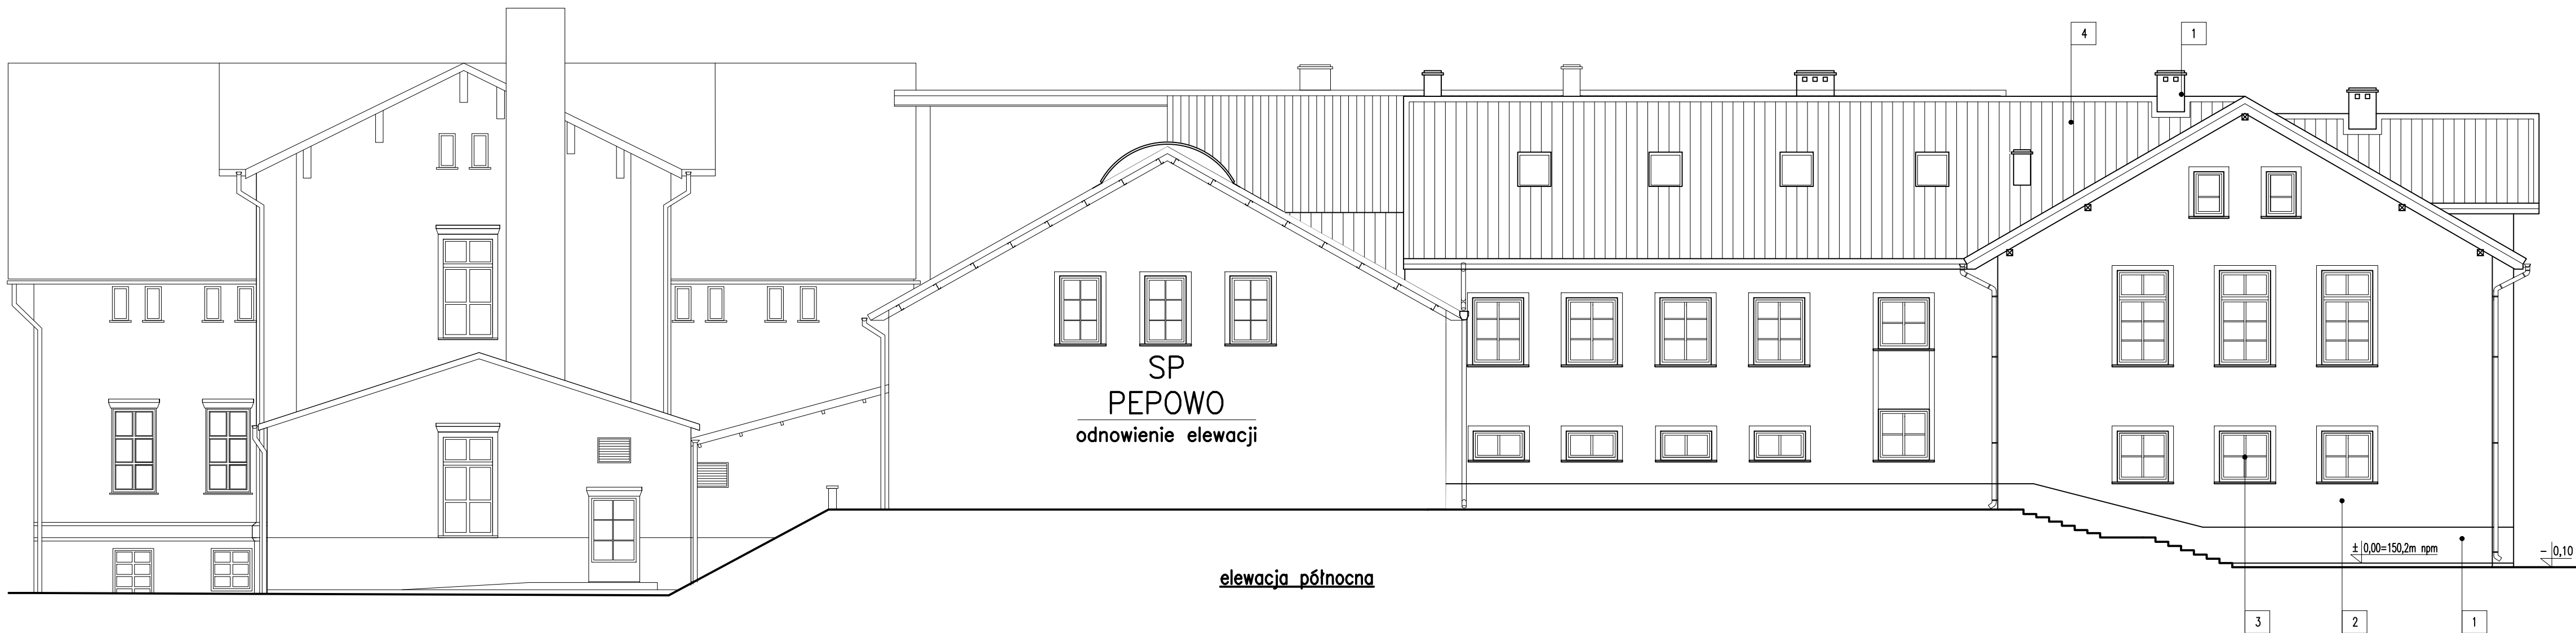 4
1
SP
PEPOWO
odnowienie elewacji
± 0,00=150,2m npm
- 0,10
elewacja północna
3
2
1